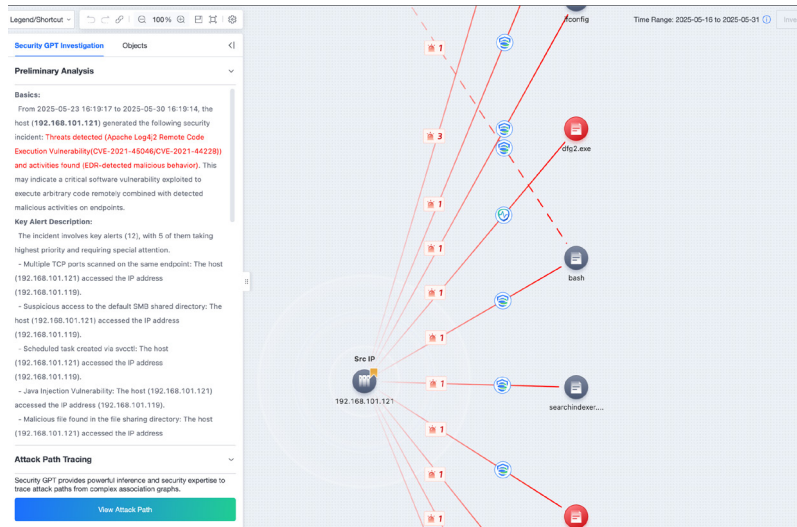 Legend/Shortcut
100%
Time Range: 2025-05-16 to 2025-05-31
Inve
Security GPT Investigation
Objects
Preliminary Analysis
Basics:
From 2025-05-23 16:19:17 to 2025-05-30 16:19:14, the
host (192.168.101.121) generated the following security
incident: Threats detected (Apache Log4j2 Remote Code
Execution Vulnerability(CVE-2021-45046/CVE-2021-44228))
and activities found (EDR-detected malicious behavior). This
may indicate a critical software vulnerability exploited to
execute arbitrary code remotely combined with detected
malicious activities on endpoints.
Key Alert Description:
The incident involves key alerts (12), with 5 of them taking
highest priority and requiring special attention.
- Multiple TCP ports scanned on the same endpoint: The host
(192.168.101.121) accessed the IP address
(192.168.101.119).
- Suspicious access to the default SMB shared directory: The
host (192.168.101.121) accessed the IP address
(192.168.101.119).
- Scheduled task created via svcctl: The host
(192.168.101.121) accessed the IP address
(192.168.101.119).
- Java Injection Vulnerability: The host (192.168.101.121)
accessed the IP address (192.168.101.119).
- Malicious file found in the file sharing directory: The host
(192.168.101.121) accessed the IP address
Attack Path Tracing
Security GPT provides powerful inference and security expertise to
trace attack paths from complex association graphs.
View Attack Path
ifconfig
1
3
dfg2.exe
1
1
bash
1
1
Src IP
192.168.101.121
1
searchindexer....
1
1
1